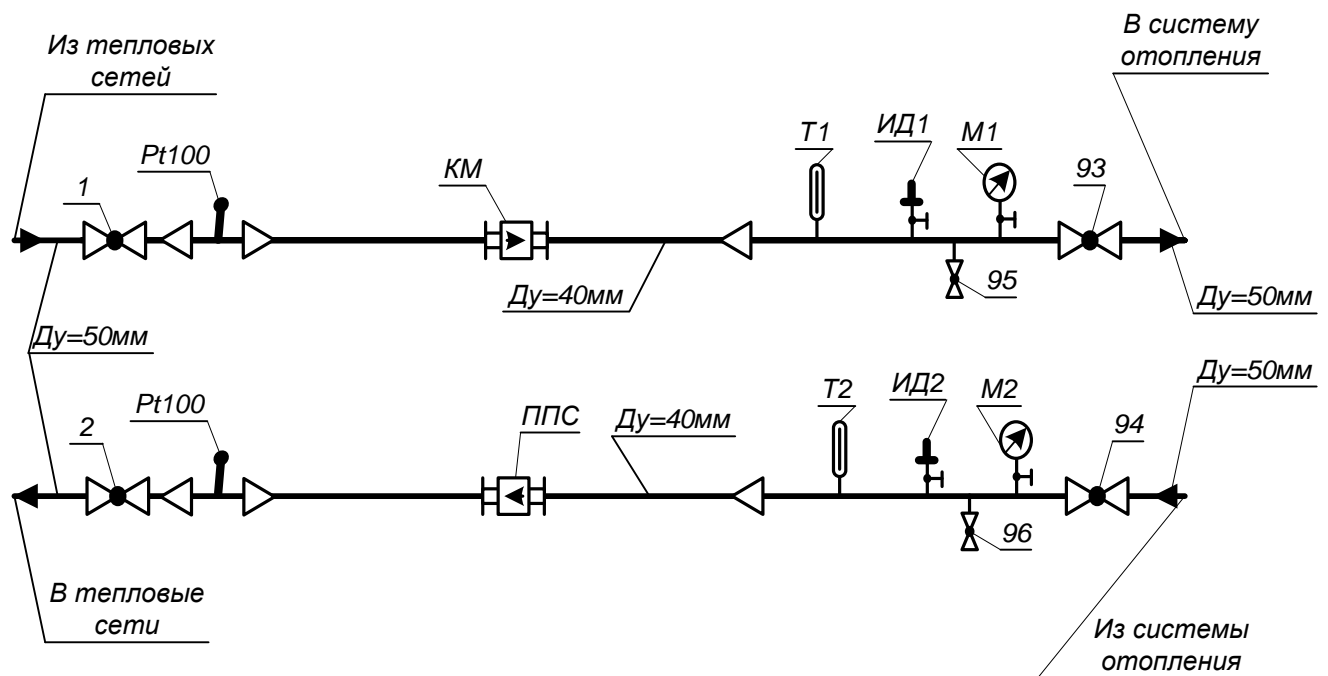 Из тепловых
сетей
В систему
отопления
Pt100
1
КМ
Т1
ИД1
М1
93
95
Ду=40мм
Ду=50мм
Ду=50мм
Ду=50мм
Pt100
2
ППС
Ду=40мм
Т2
ИД2
М2
94
96
В тепловые
сети
Из системы
отопления